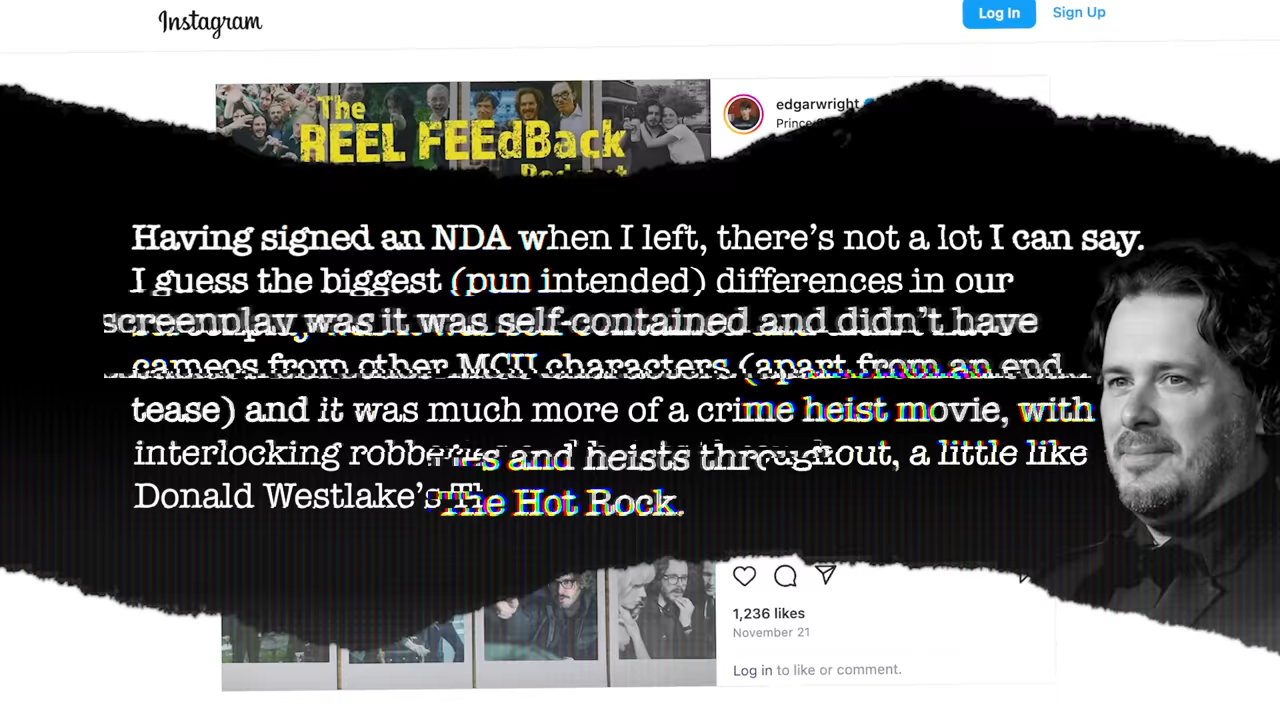 Instagram
Log In
Sign Up
The
REEL FEEdBack
edgarwright
Having signed an NDA when I left, there's not a lot I can say.
I guess the biggest (pun intended) differences in our
screenplay was it was self-contained and didn't have
cameos from other MCU characters (apart from an end
tease) and it was much more of a crime heist movie, with
interlocking robberies and heists throughout, a little like
Donald Westlake's The Hot Rock.
1,236 likes
November 21
Log in to like or comment.